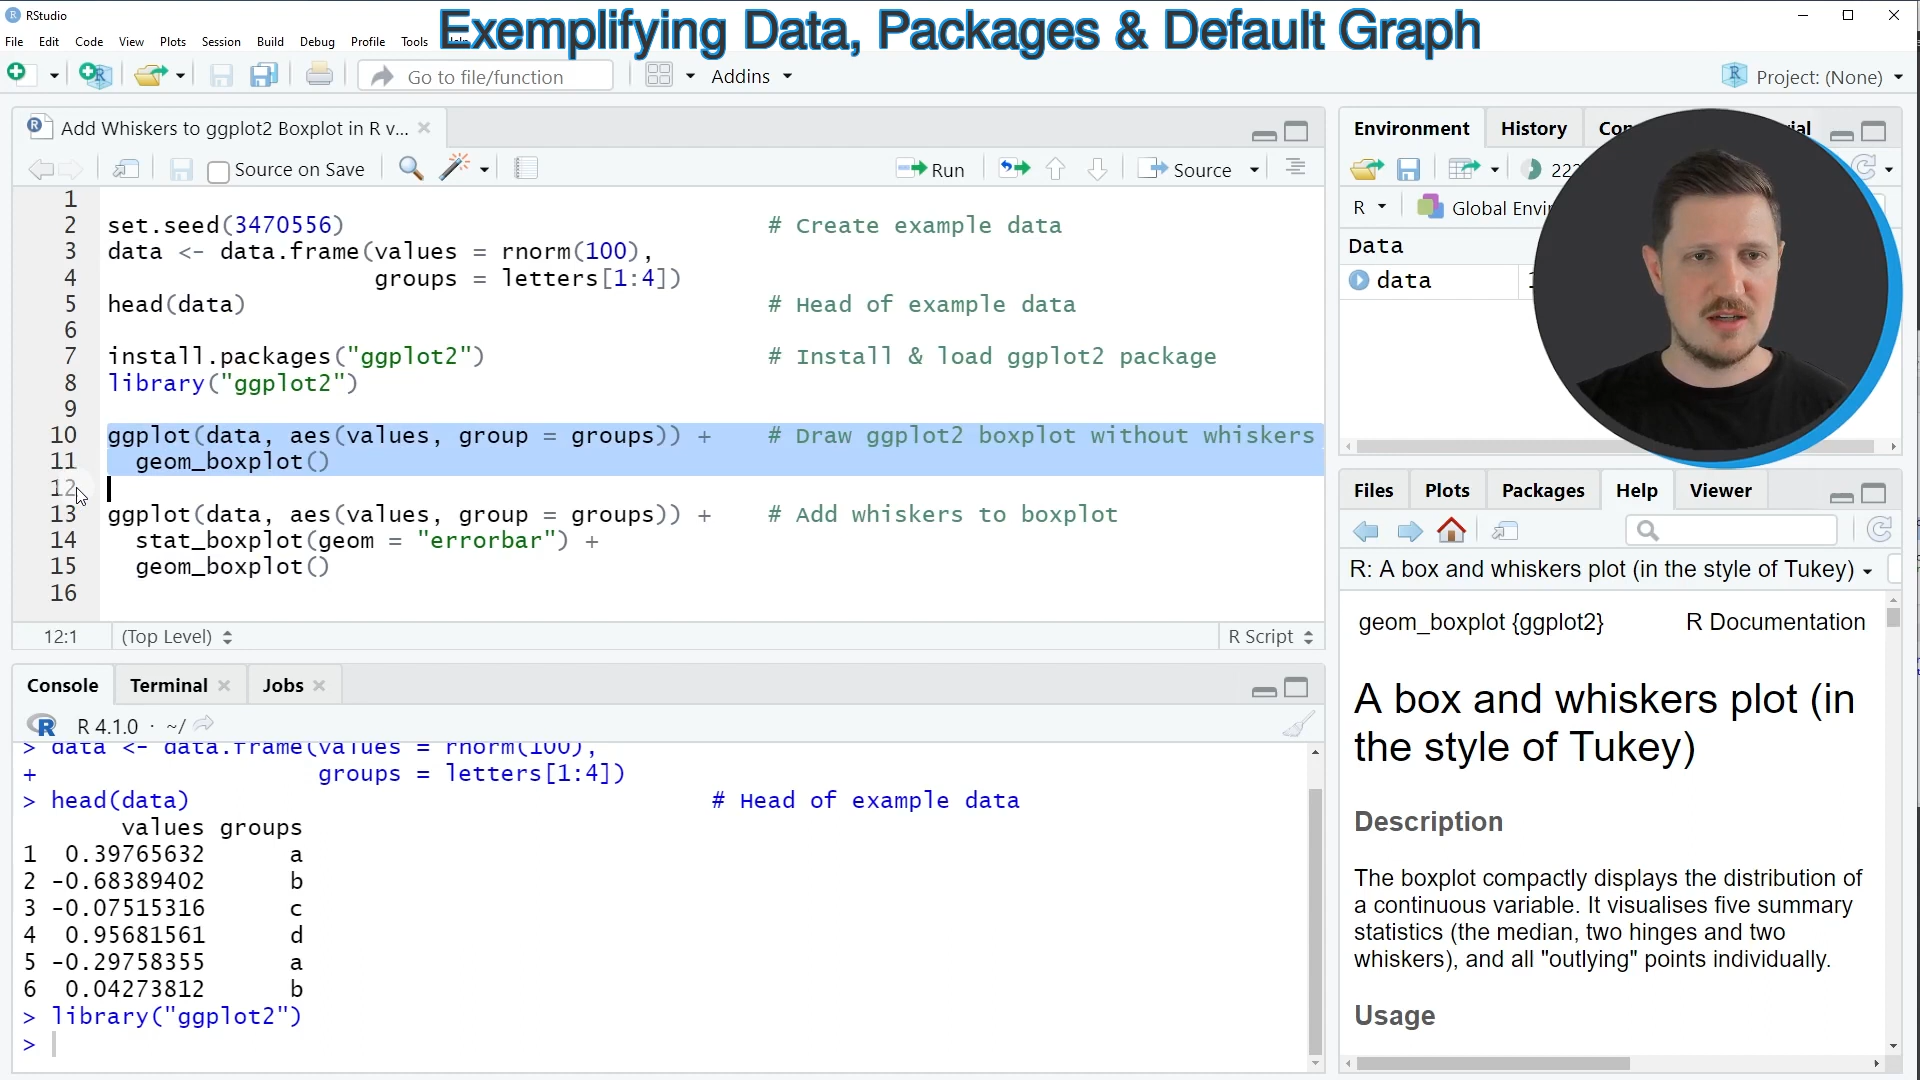 RStudio
Exemplifying Data, Packages & Default Graph
File Edit Code View Plots Session Build Debug Profile Tools
Go to file/function
Addins
Project: (None)
Add Whiskers to ggplot2 Boxplot in R v...
Source on Save
Run
Source
1
2 set.seed(3470556) # Create example data
3 data <- data.frame(values = rnorm(100),
4 groups = letters[1:4])
5 head(data) # Head of example data
6
7 install.packages("ggplot2") # Install & load ggplot2 package
8 library("ggplot2")
9
10 ggplot(data, aes(values, group = groups)) + # Draw ggplot2 boxplot without whiskers
11 geom_boxplot()
12
13 ggplot(data, aes(values, group = groups)) + # Add whiskers to boxplot
14 stat_boxplot(geom = "errorbar") +
15 geom_boxplot()
16
12:1 (Top Level) R Script
Console Terminal Jobs
R 4.1.0 · ~/
> data <- data.frame(values = rnorm(100),
+ groups = letters[1:4])
> head(data) # Head of example data
values groups
1 0.39765632 a
2 -0.68389402 b
3 -0.07515316 c
4 0.95681561 d
5 -0.29758355 a
6 0.04273812 b
> library("ggplot2")
>
Environment History
R
Data
data
Files Plots Packages Help Viewer
R: A box and whiskers plot (in the style of Tukey)
geom_boxplot {ggplot2} R Documentation
A box and whiskers plot (in
the style of Tukey)
Description
The boxplot compactly displays the distribution of
a continuous variable. It visualises five summary
statistics (the median, two hinges and two
whiskers), and all "outlying" points individually.
Usage